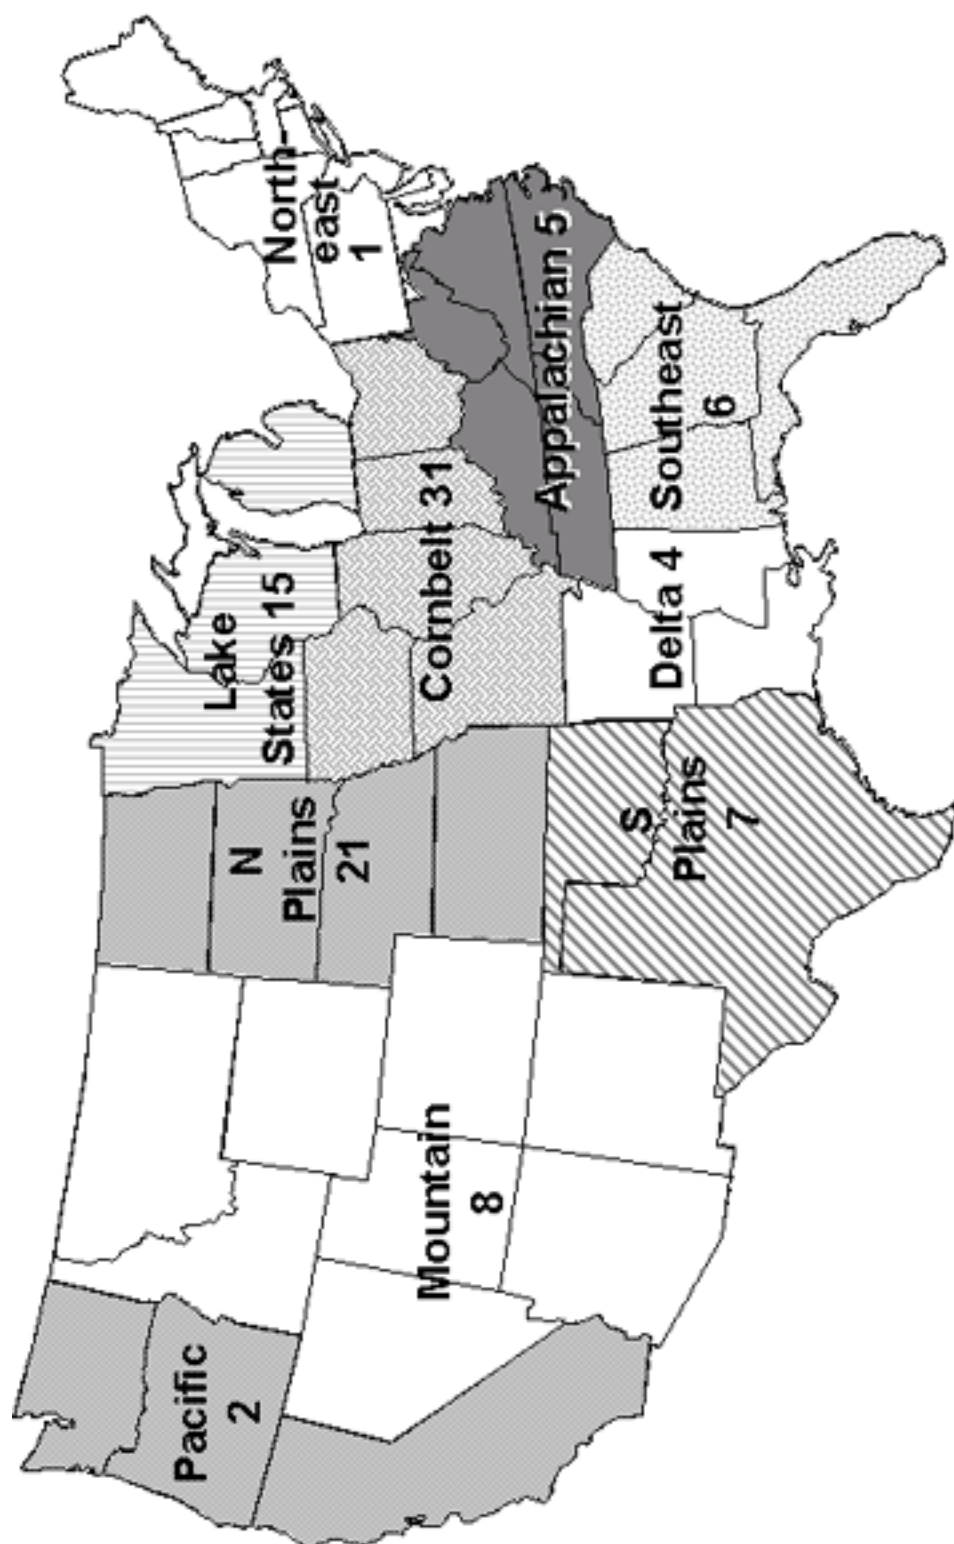 Pacific
2
Mountain
8
N
Plains
21
S
Plains
7
Lake
States 15
Cornbelt 31
Delta 4
Appalachian 5
Southeast
6
North-
east
1